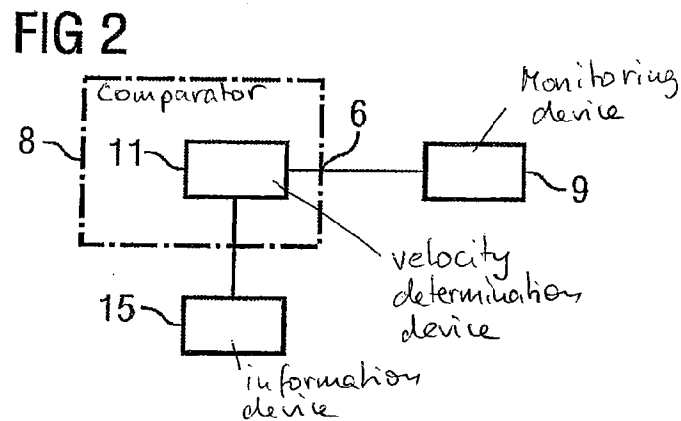 FIG 2
Comparator
Monitoring
device
8
11
6
9
velocity
determination
device
15
information
device